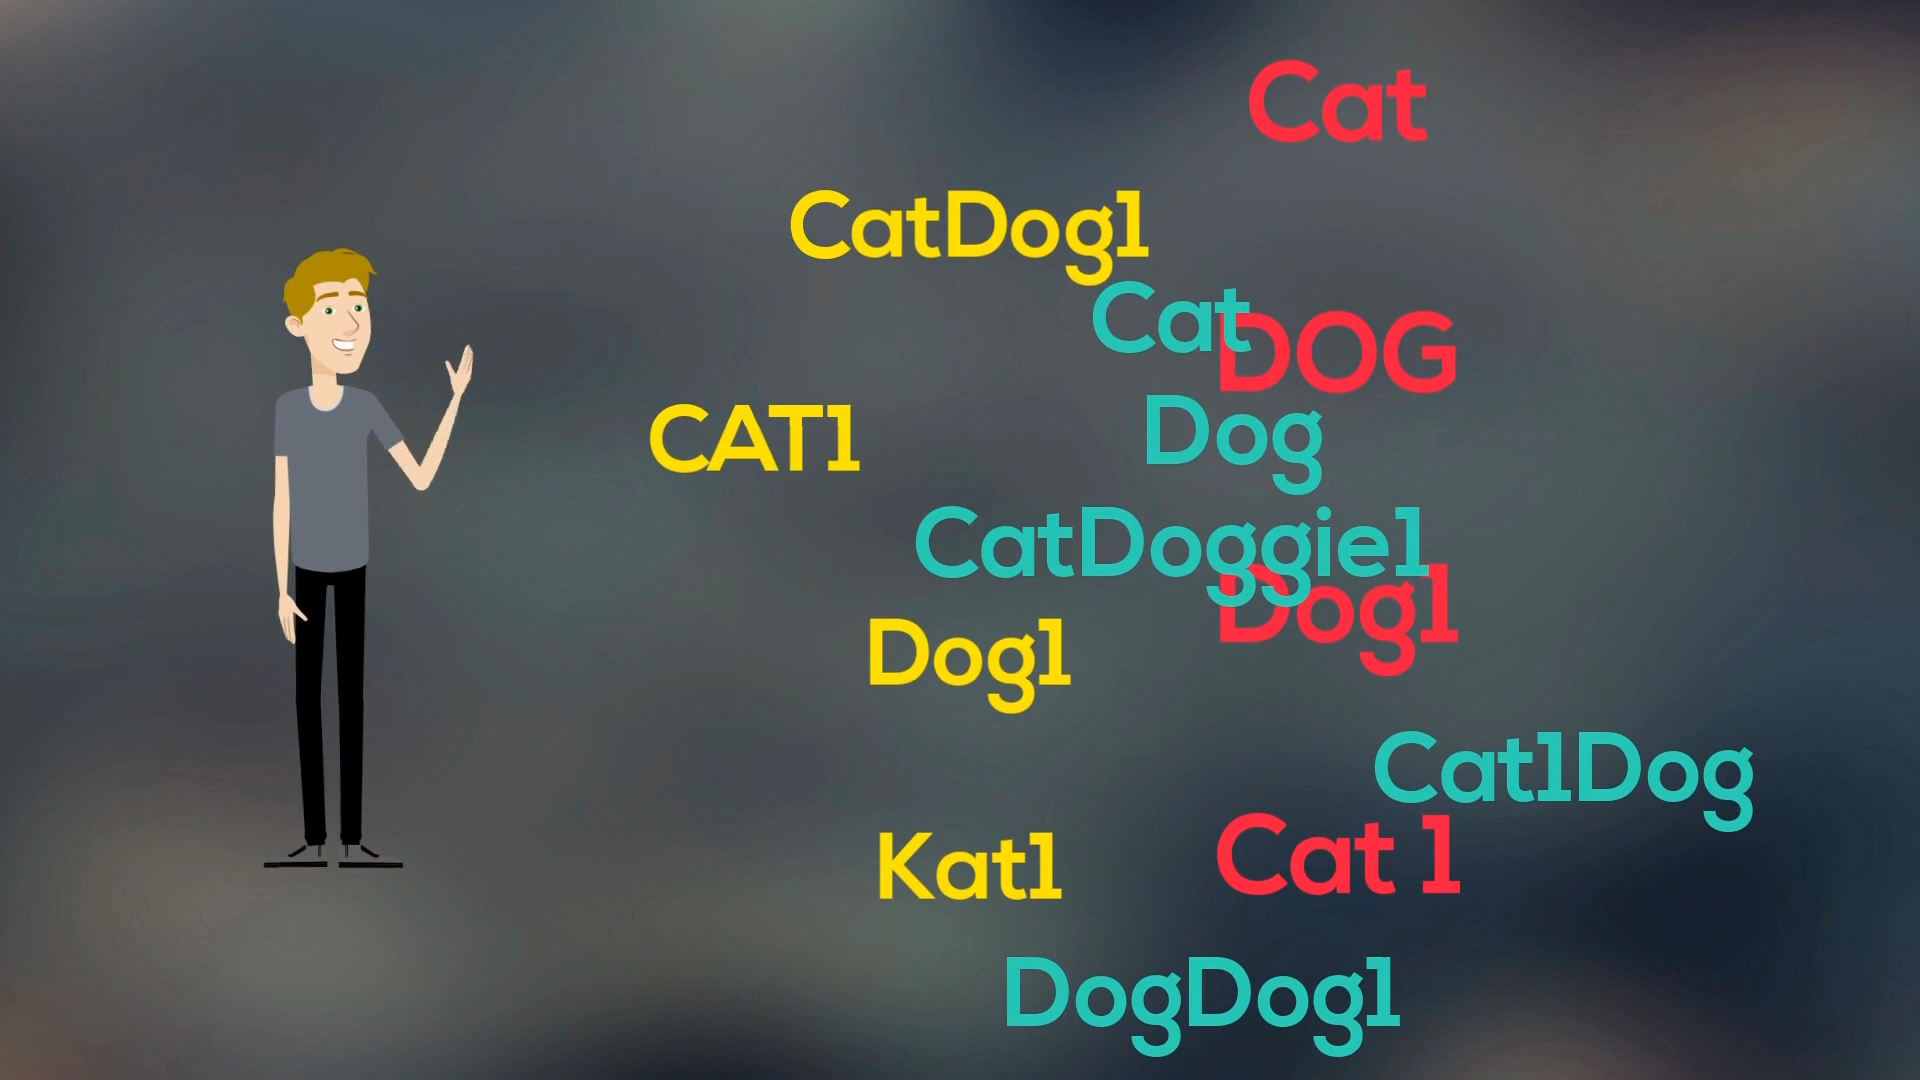 Cat
CatDog1
Cat
DOG
CAT1
Dog
CatDoggie1
Dog1
Dog1
Cat1Dog
Kat1
Cat 1
DogDog1